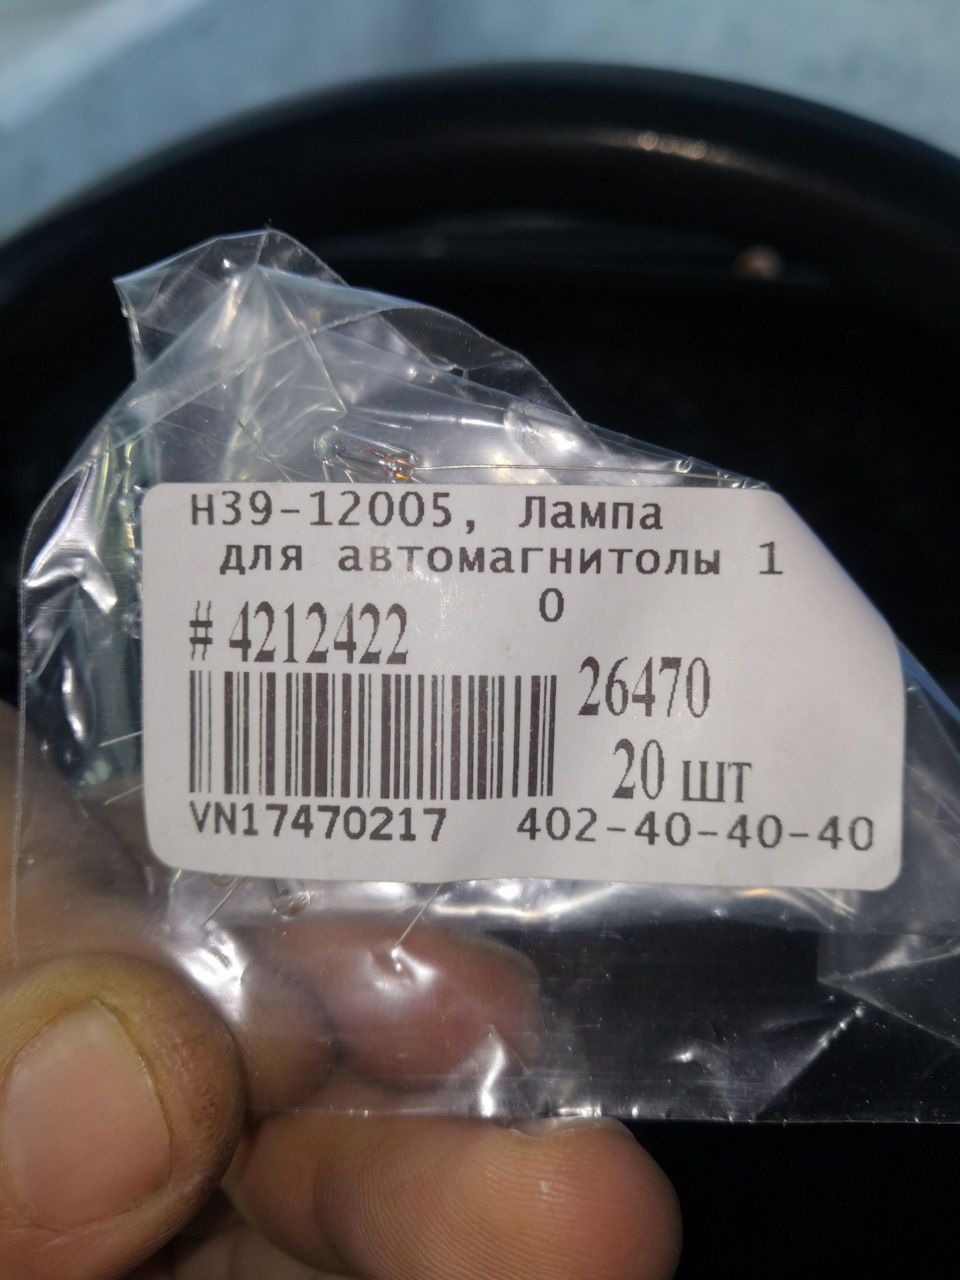 H39-12005, Лампа
для автомагнитолы 1
0
# 4212422
26470
20 шт
VN17470217 402-40-40-40